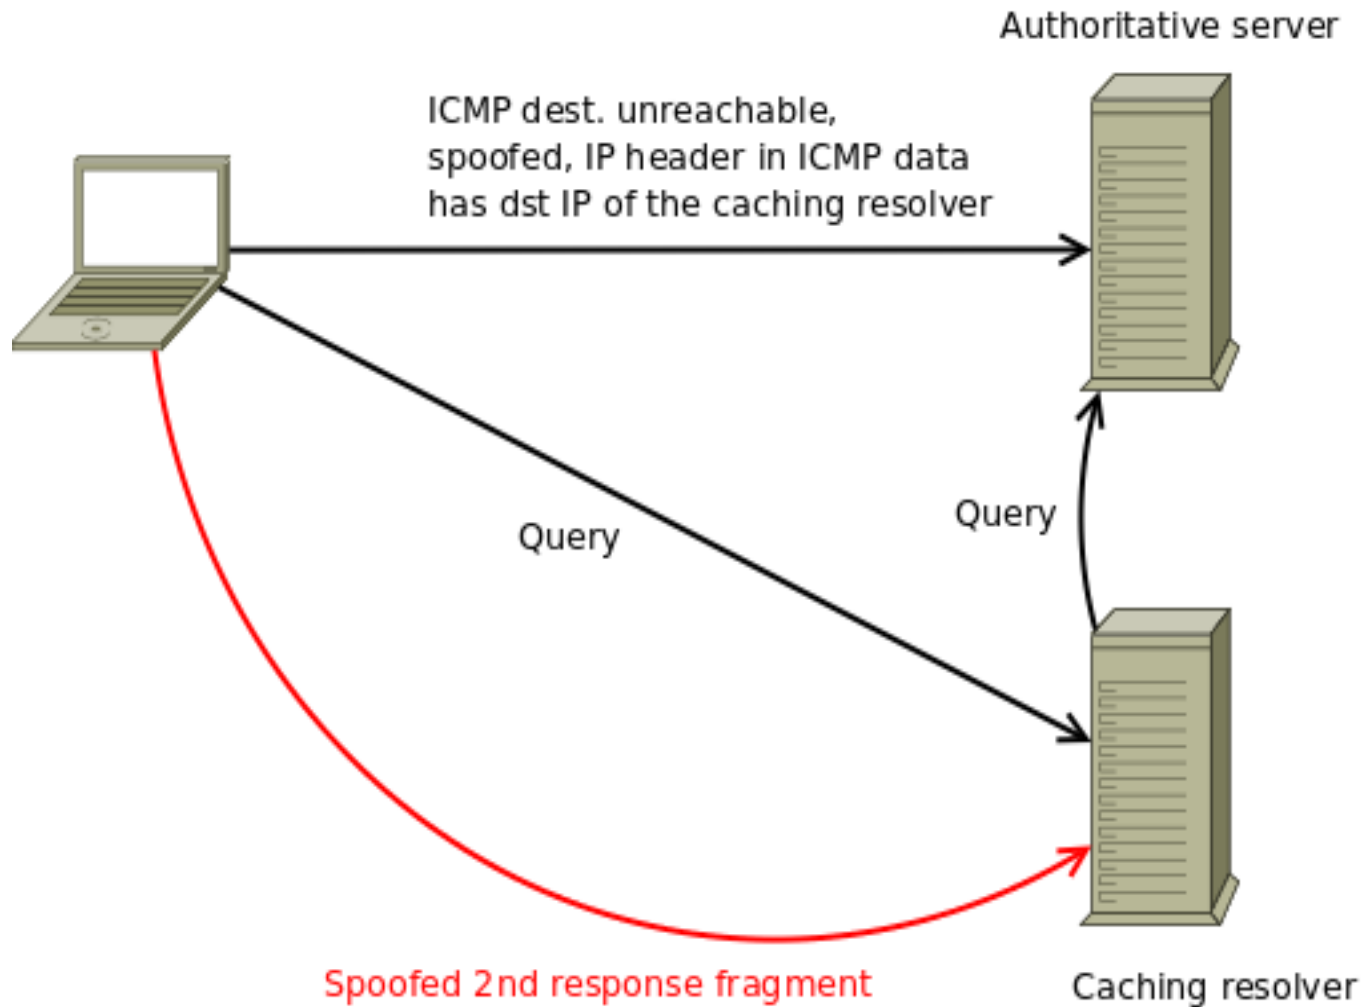 Authoritative server
ICMP dest. unreachable,
spoofed, IP header in ICMP data
has dst IP of the caching resolver
Query
Query
Spoofed 2nd response fragment
Caching resolver